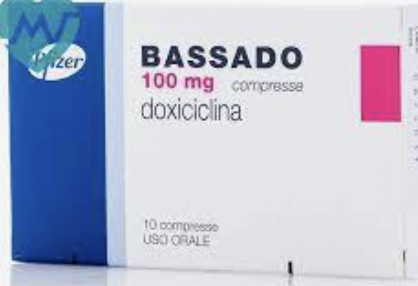 Pfizer
BASSADO
100 mg compresse
doxiciclina
10 compresse
USO ORALE